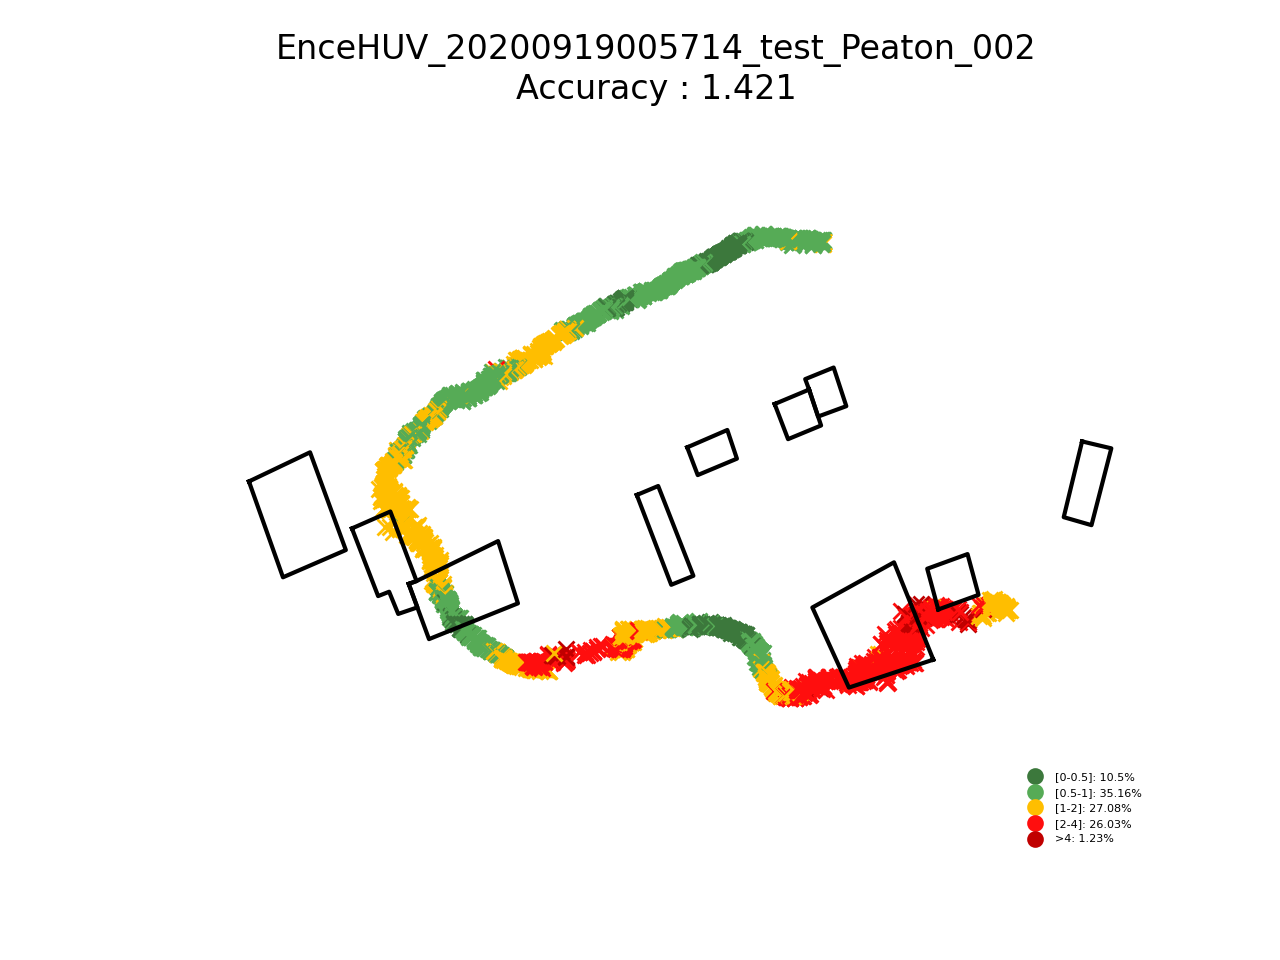 EnceHUV_20200919005714_test_Peaton_002
Accuracy : 1.421
[0-0.5]: 10.5%
[0.5-1]: 35.16%
[1-2]: 27.08%
[2-4]: 26.03%
>4: 1.23%